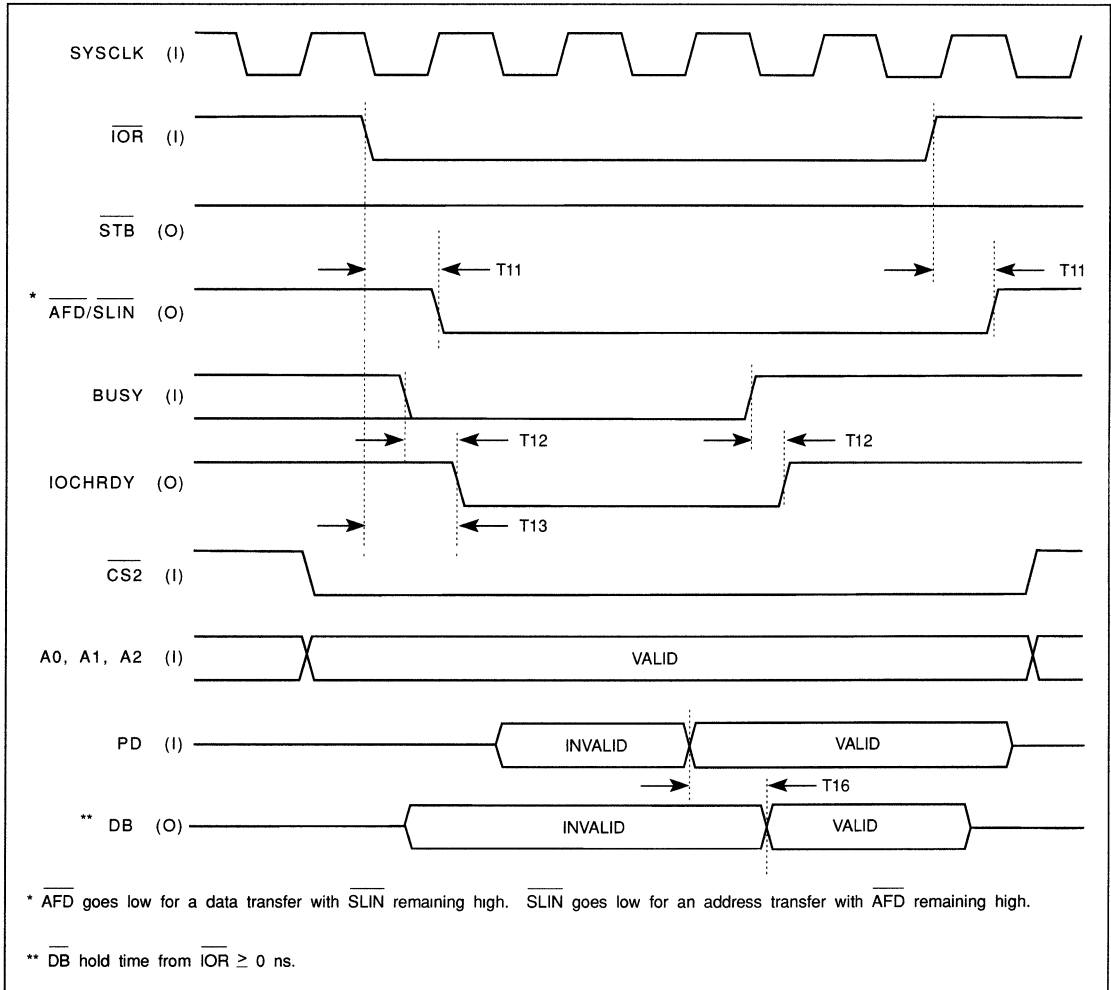 SYSCLK (I)
IOR (I)
STB (O)
T11 T11
* AFD/SLIN (O)
BUSY (I)
T12 T12
IOCHRDY (O)
T13
CS2 (I)
A0, A1, A2 (I) VALID
PD (I) INVALID VALID
T16
** DB (O) INVALID VALID
* AFD goes low for a data transfer with SLIN remaining high. SLIN goes low for an address transfer with AFD remaining high.
** DB hold time from IOR ≥ 0 ns.